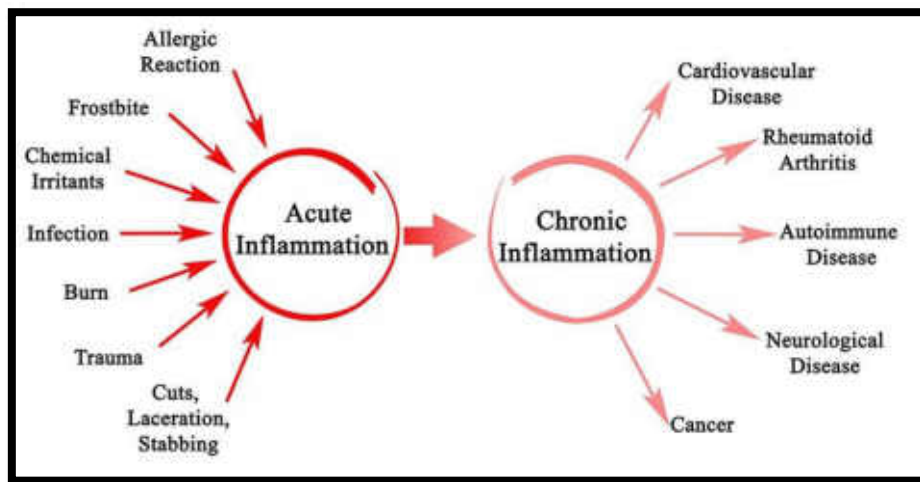 Allergic
Reaction
Frostbite
Chemical
Irritants
Infection
Burn
Trauma
Cuts,
Laceration,
Stabbing
Acute
Inflammation
Chronic
Inflammation
Cardiovascular
Disease
Rheumatoid
Arthritis
Autoimmune
Disease
Neurological
Disease
Cancer